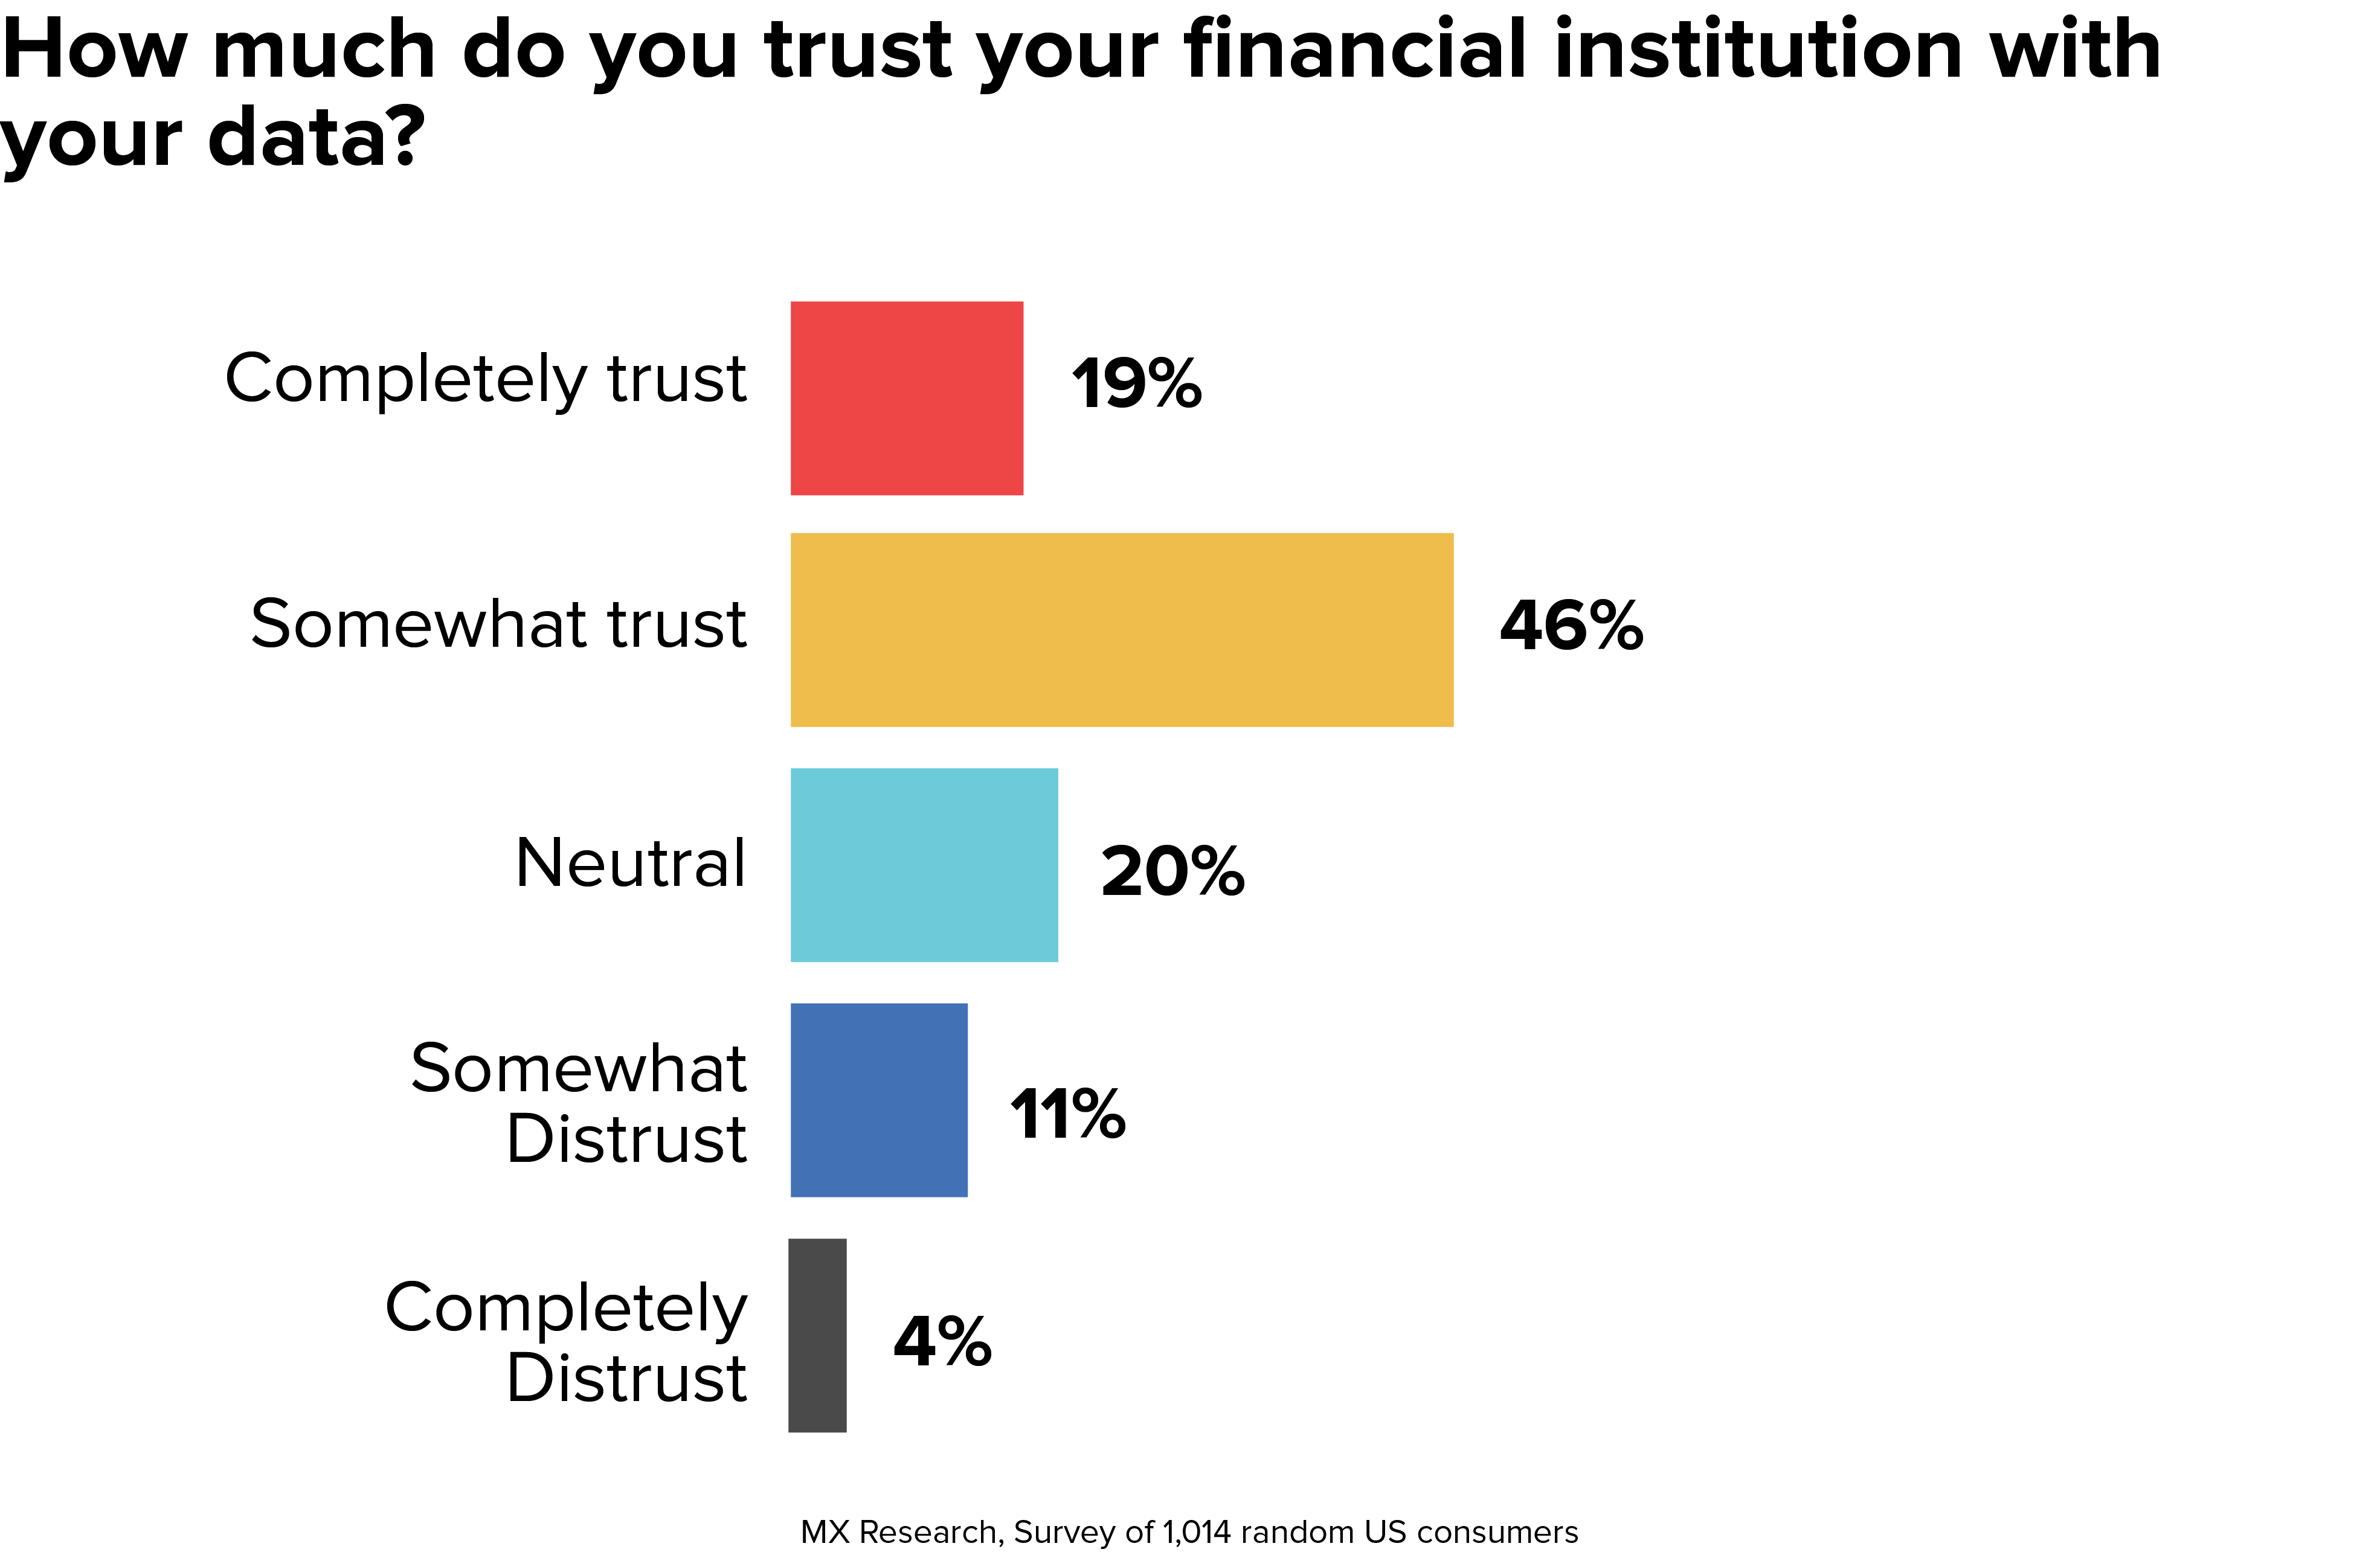 How much do you trust your financial institution with
your data?
Completely trust
19%
Somewhat trust
46%
Neutral
20%
Somewhat
Distrust
11%
Completely
Distrust
4%
MX Research, Survey of 1,014 random US consumers